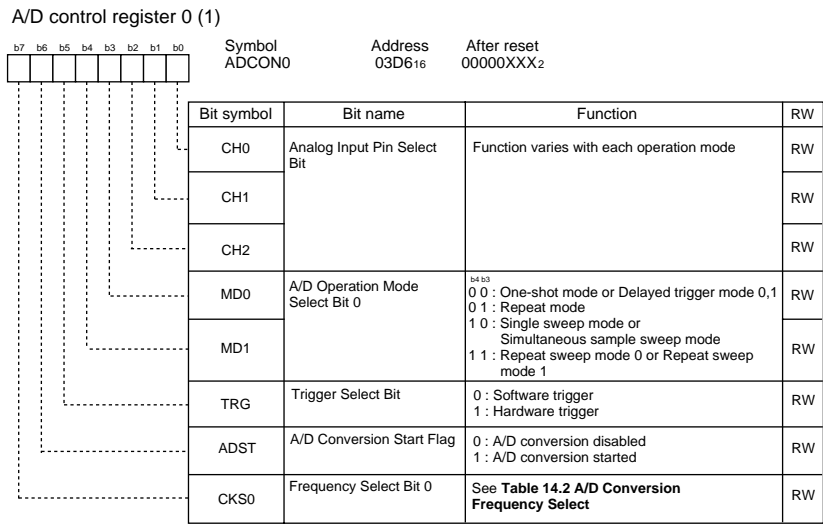 A/D control register 0 (1)
b7 b6 b5 b4 b3 b2 b1 b0
Symbol Address After reset
ADCON0 03D616 00000XXX2
Bit symbol Bit name Function RW
CH0 Analog Input Pin Select Bit Function varies with each operation mode RW
CH1 RW
CH2 RW
MD0 A/D Operation Mode Select Bit 0 RW
b4 b3
0 0 : One-shot mode or Delayed trigger mode 0,1
0 1 : Repeat mode
1 0 : Single sweep mode or
Simultaneous sample sweep mode
1 1 : Repeat sweep mode 0 or Repeat sweep
mode 1
MD1 RW
TRG Trigger Select Bit 0 : Software trigger RW
1 : Hardware trigger
ADST A/D Conversion Start Flag 0 : A/D conversion disabled RW
1 : A/D conversion started
CKS0 Frequency Select Bit 0 See Table 14.2 A/D Conversion RW
Frequency Select